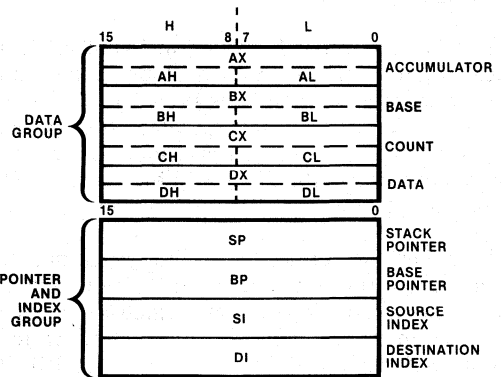 H L
15 8 7 0
AX
AH AL
ACCUMULATOR
BX
BH BL
BASE
DATA
GROUP
CX
CH CL
COUNT
DX
DH DL
DATA
15 0
SP
STACK
POINTER
BP
BASE
POINTER
POINTER
AND
INDEX
GROUP
SI
SOURCE
INDEX
DI
DESTINATION
INDEX